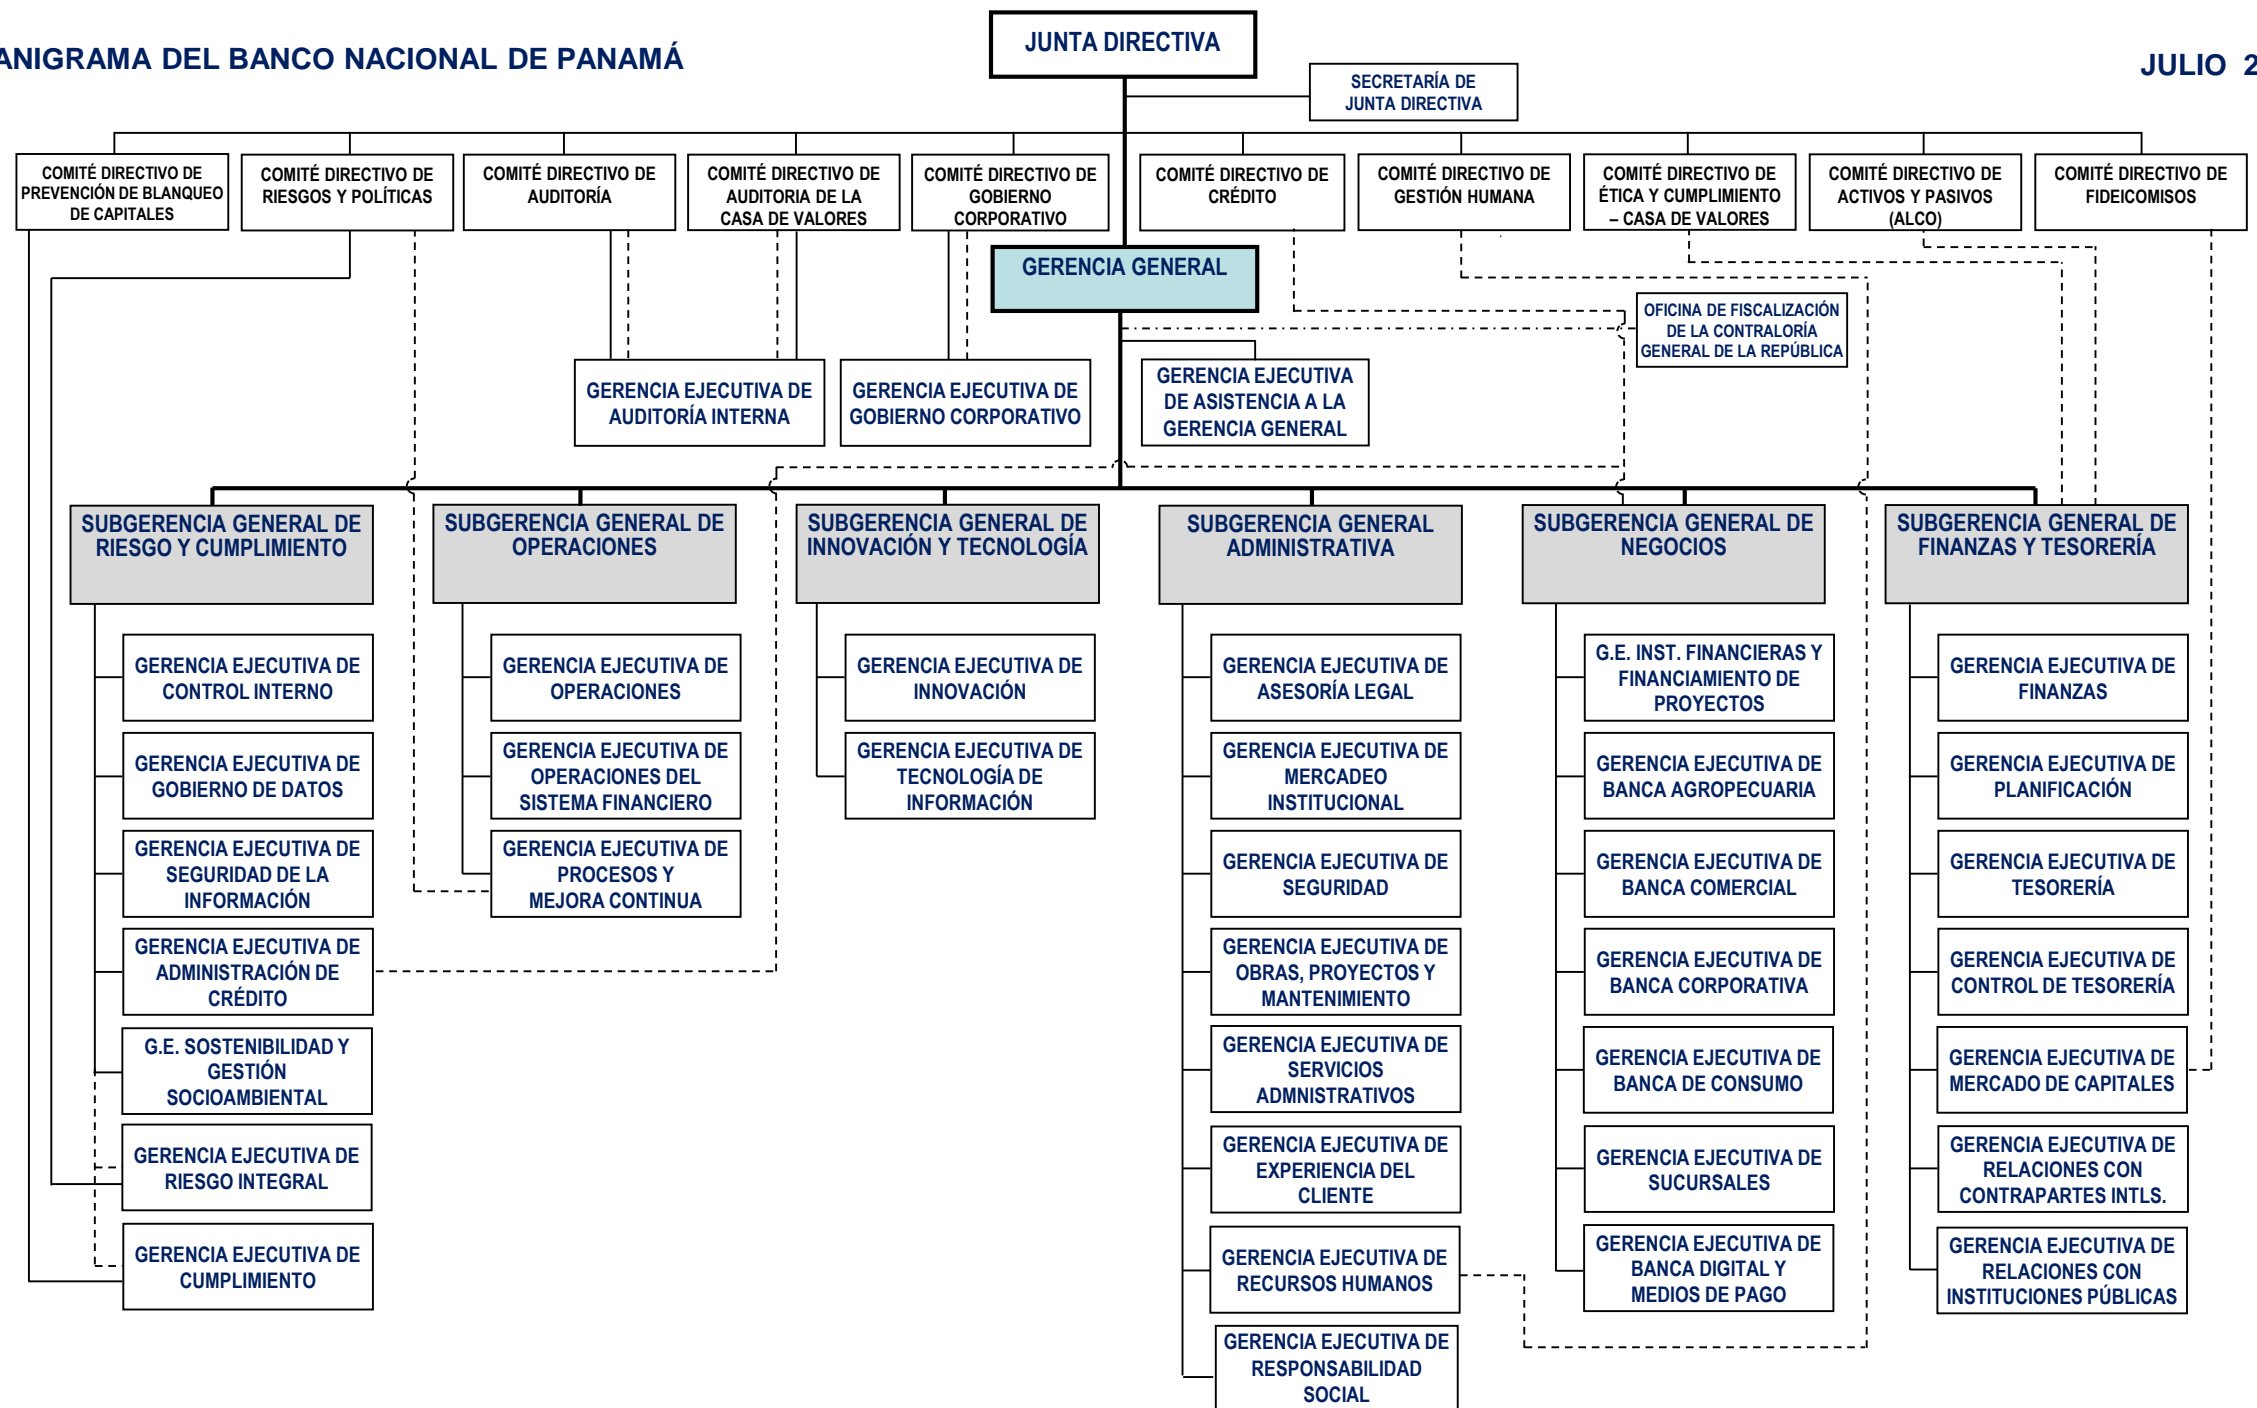 ANIGRAMA DEL BANCO NACIONAL DE PANAMÁ
JULIO 2
JUNTA DIRECTIVA
SECRETARÍA DE
JUNTA DIRECTIVA
COMITÉ DIRECTIVO DE
PREVENCIÓN DE BLANQUEO
DE CAPITALES
COMITÉ DIRECTIVO DE
RIESGOS Y POLÍTICAS
COMITÉ DIRECTIVO DE
AUDITORÍA
COMITÉ DIRECTIVO DE
AUDITORIA DE LA
CASA DE VALORES
COMITÉ DIRECTIVO DE
GOBIERNO
CORPORATIVO
COMITÉ DIRECTIVO DE
CRÉDITO
COMITÉ DIRECTIVO DE
GESTIÓN HUMANA
COMITÉ DIRECTIVO DE
ÉTICA Y CUMPLIMIENTO
– CASA DE VALORES
COMITÉ DIRECTIVO DE
ACTIVOS Y PASIVOS
(ALCO)
COMITÉ DIRECTIVO DE
FIDEICOMISOS
GERENCIA GENERAL
OFICINA DE FISCALIZACIÓN
DE LA CONTRALORÍA
GENERAL DE LA REPÚBLICA
GERENCIA EJECUTIVA DE
AUDITORÍA INTERNA
GERENCIA EJECUTIVA DE
GOBIERNO CORPORATIVO
GERENCIA EJECUTIVA
DE ASISTENCIA A LA
GERENCIA GENERAL
SUBGERENCIA GENERAL DE
RIESGO Y CUMPLIMIENTO
SUBGERENCIA GENERAL DE
OPERACIONES
SUBGERENCIA GENERAL DE
INNOVACIÓN Y TECNOLOGÍA
SUBGERENCIA GENERAL
ADMINISTRATIVA
SUBGERENCIA GENERAL DE
NEGOCIOS
SUBGERENCIA GENERAL DE
FINANZAS Y TESORERÍA
GERENCIA EJECUTIVA DE
CONTROL INTERNO
GERENCIA EJECUTIVA DE
GOBIERNO DE DATOS
GERENCIA EJECUTIVA DE
SEGURIDAD DE LA
INFORMACIÓN
GERENCIA EJECUTIVA DE
ADMINISTRACIÓN DE
CRÉDITO
G.E. SOSTENIBILIDAD Y
GESTIÓN
SOCIOAMBIENTAL
GERENCIA EJECUTIVA DE
RIESGO INTEGRAL
GERENCIA EJECUTIVA DE
CUMPLIMIENTO
GERENCIA EJECUTIVA DE
OPERACIONES
GERENCIA EJECUTIVA DE
OPERACIONES DEL
SISTEMA FINANCIERO
GERENCIA EJECUTIVA DE
PROCESOS Y
MEJORA CONTINUA
GERENCIA EJECUTIVA DE
INNOVACIÓN
GERENCIA EJECUTIVA DE
TECNOLOGÍA DE
INFORMACIÓN
GERENCIA EJECUTIVA DE
ASESORÍA LEGAL
GERENCIA EJECUTIVA DE
MERCADEO
INSTITUCIONAL
GERENCIA EJECUTIVA DE
SEGURIDAD
GERENCIA EJECUTIVA DE
OBRAS, PROYECTOS Y
MANTENIMIENTO
GERENCIA EJECUTIVA DE
SERVICIOS
ADMNISTRATIVOS
GERENCIA EJECUTIVA DE
EXPERIENCIA DEL
CLIENTE
GERENCIA EJECUTIVA DE
RECURSOS HUMANOS
GERENCIA EJECUTIVA DE
RESPONSABILIDAD
SOCIAL
G.E. INST. FINANCIERAS Y
FINANCIAMIENTO DE
PROYECTOS
GERENCIA EJECUTIVA DE
BANCA AGROPECUARIA
GERENCIA EJECUTIVA DE
BANCA COMERCIAL
GERENCIA EJECUTIVA DE
BANCA CORPORATIVA
GERENCIA EJECUTIVA DE
BANCA DE CONSUMO
GERENCIA EJECUTIVA DE
SUCURSALES
GERENCIA EJECUTIVA DE
BANCA DIGITAL Y
MEDIOS DE PAGO
GERENCIA EJECUTIVA DE
FINANZAS
GERENCIA EJECUTIVA DE
PLANIFICACIÓN
GERENCIA EJECUTIVA DE
TESORERÍA
GERENCIA EJECUTIVA DE
CONTROL DE TESORERÍA
GERENCIA EJECUTIVA DE
MERCADO DE CAPITALES
GERENCIA EJECUTIVA DE
RELACIONES CON
CONTRAPARTES INTLS.
GERENCIA EJECUTIVA DE
RELACIONES CON
INSTITUCIONES PÚBLICAS